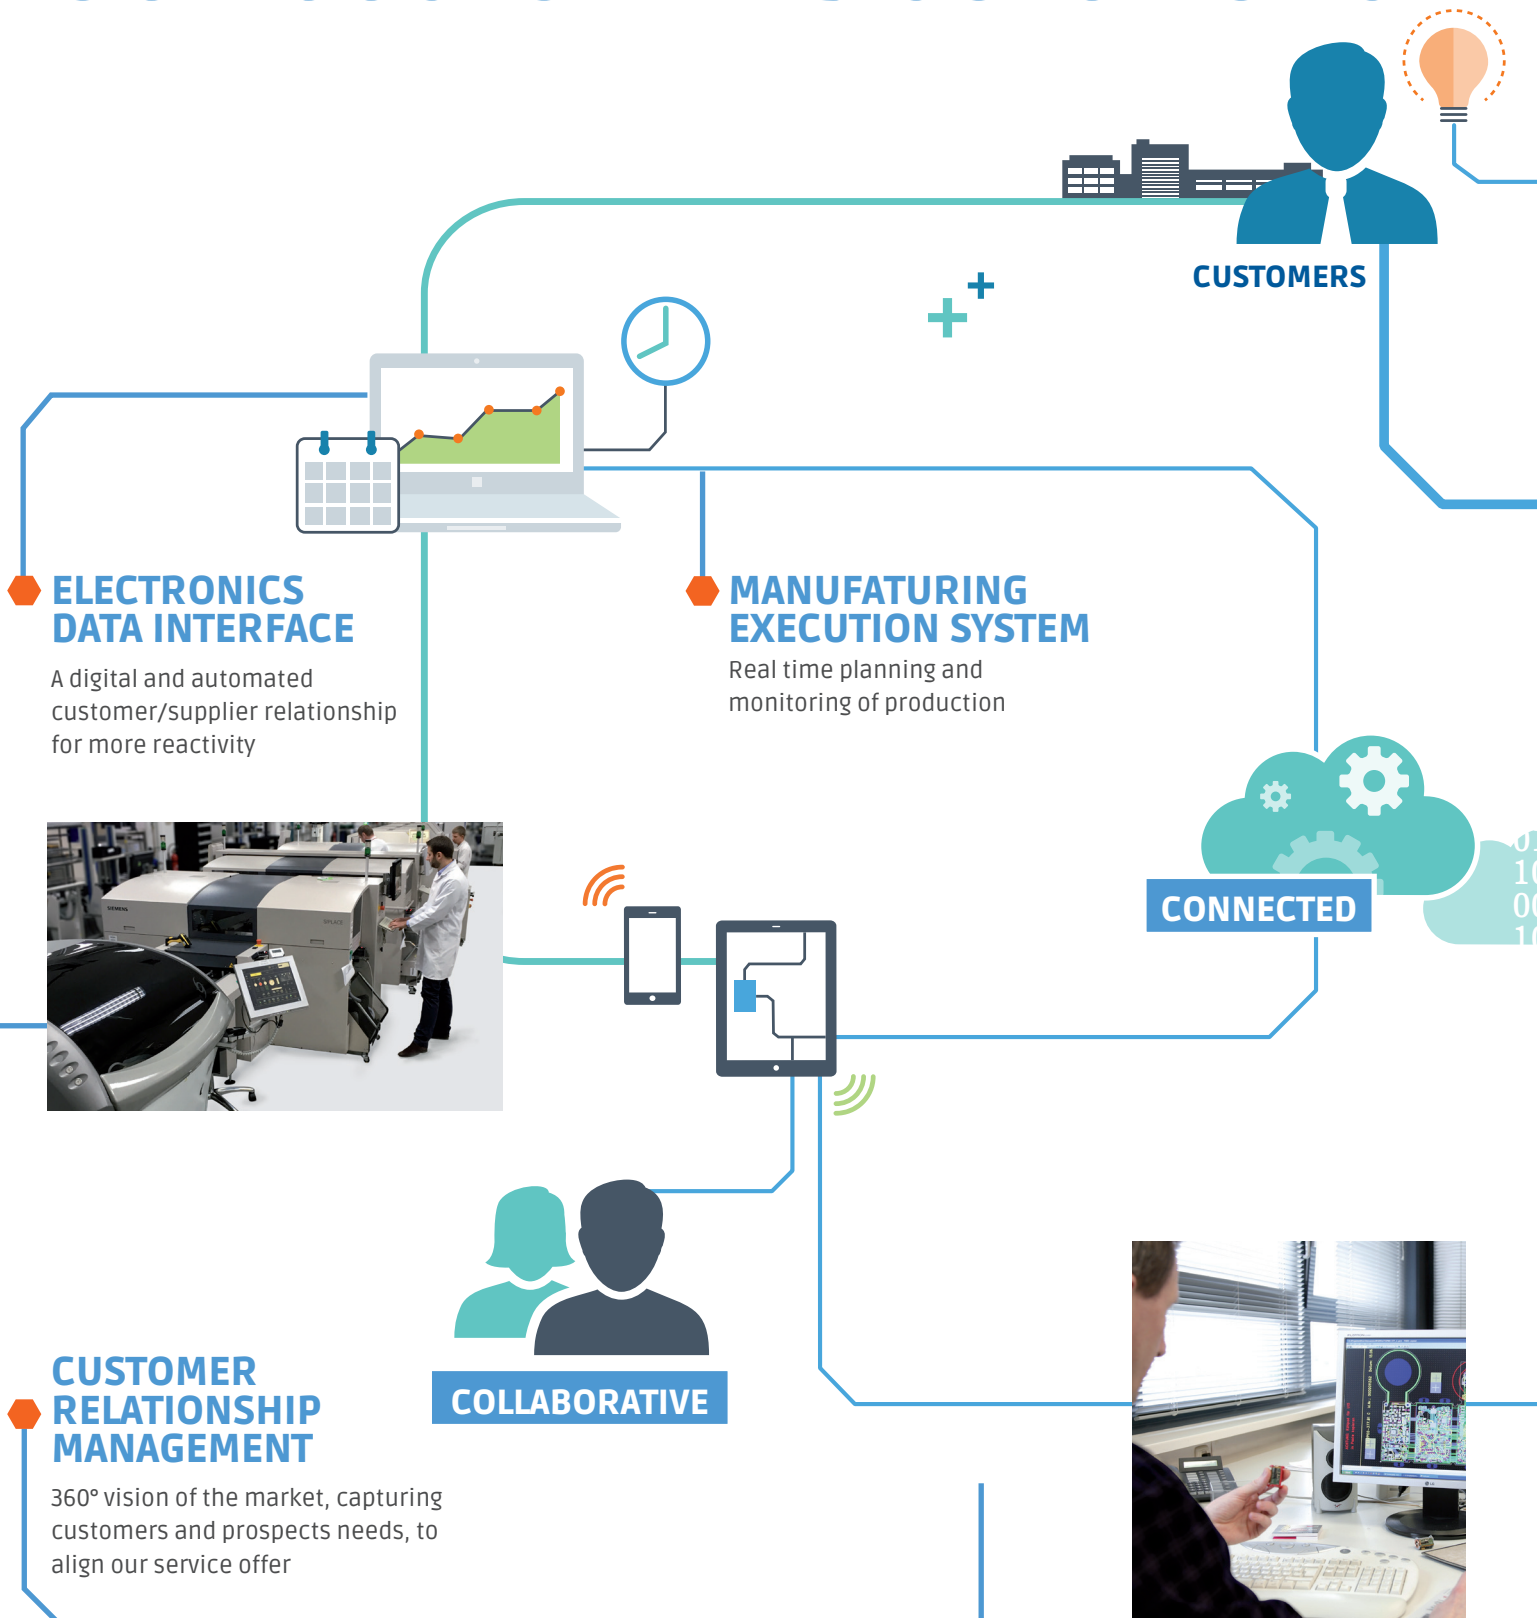 CUSTOMERS
ELECTRONICS
DATA INTERFACE
A digital and automated
customer/supplier relationship
for more reactivity
MANUFATURING
EXECUTION SYSTEM
Real time planning and
monitoring of production
SIEMENS
CONNECTED
COLLABORATIVE
CUSTOMER
RELATIONSHIP
MANAGEMENT
360° vision of the market, capturing
customers and prospects needs, to
align our service offer